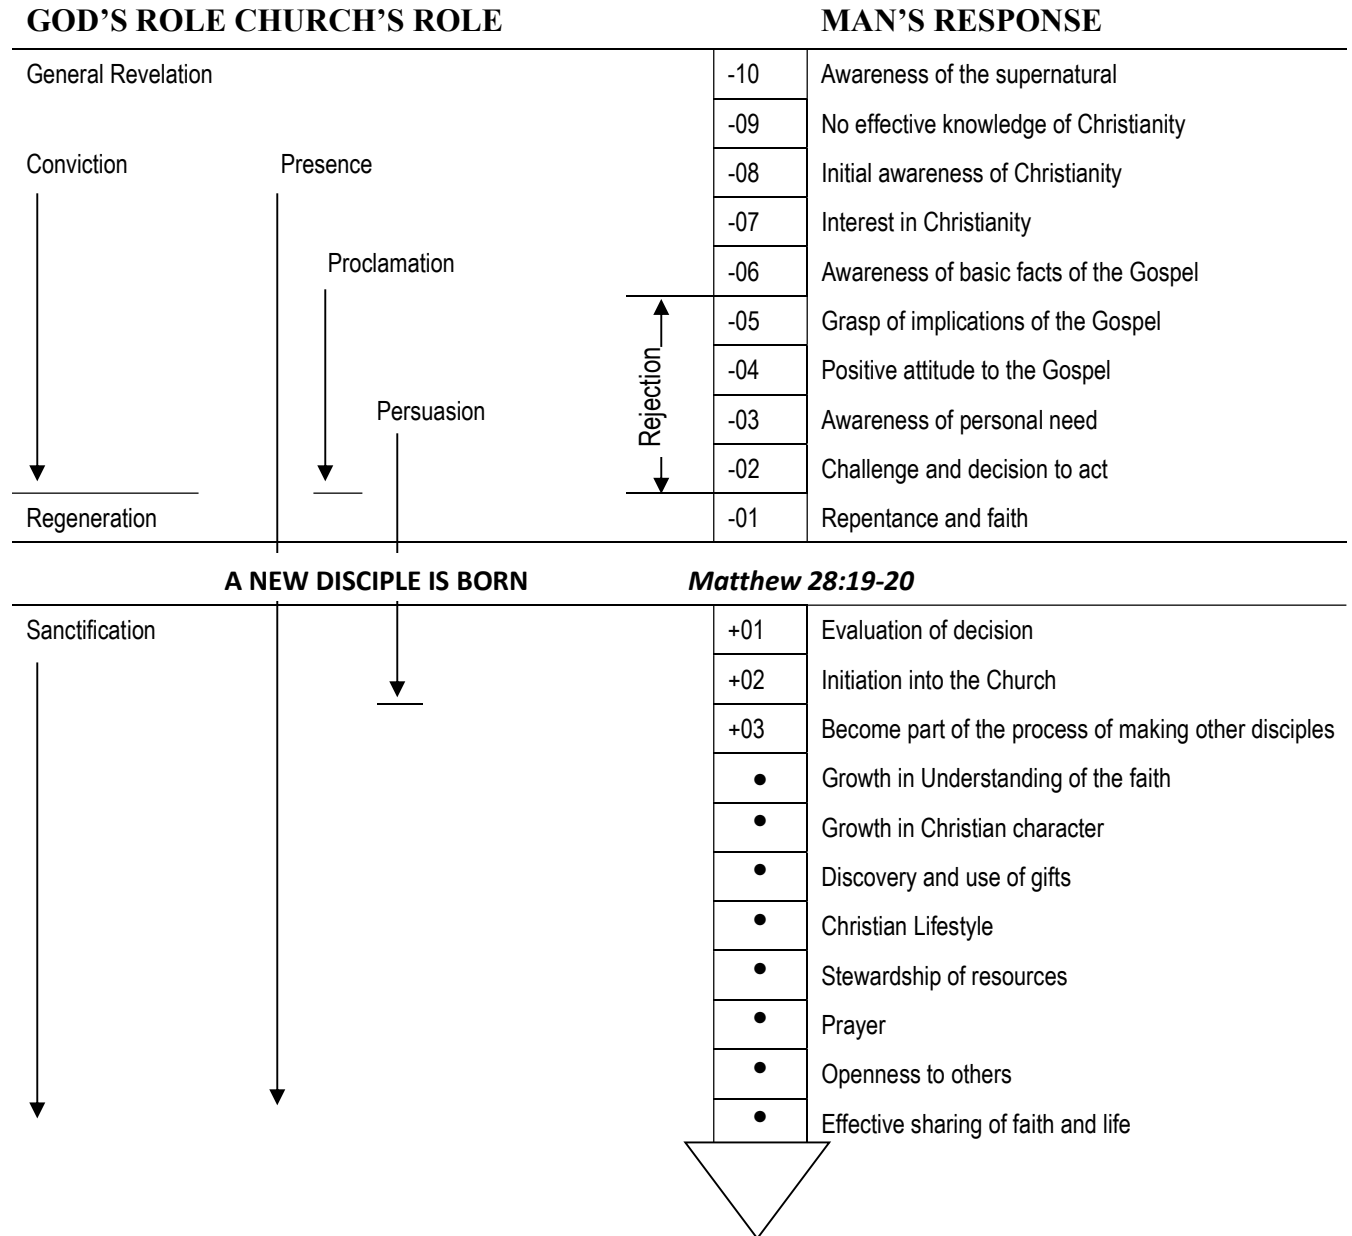 GOD’S ROLE CHURCH’S ROLE MAN’S RESPONSE
General Revelation -10 Awareness of the supernatural
-09 No effective knowledge of Christianity
Conviction Presence -08 Initial awareness of Christianity
-07 Interest in Christianity
Proclamation -06 Awareness of basic facts of the Gospel
-05 Grasp of implications of the Gospel
Rejection -04 Positive attitude to the Gospel
Persuasion -03 Awareness of personal need
-02 Challenge and decision to act
Regeneration -01 Repentance and faith
A NEW DISCIPLE IS BORN Matthew 28:19-20
Sanctification +01 Evaluation of decision
+02 Initiation into the Church
+03 Become part of the process of making other disciples
• Growth in Understanding of the faith
• Growth in Christian character
• Discovery and use of gifts
• Christian Lifestyle
• Stewardship of resources
• Prayer
• Openness to others
• Effective sharing of faith and life